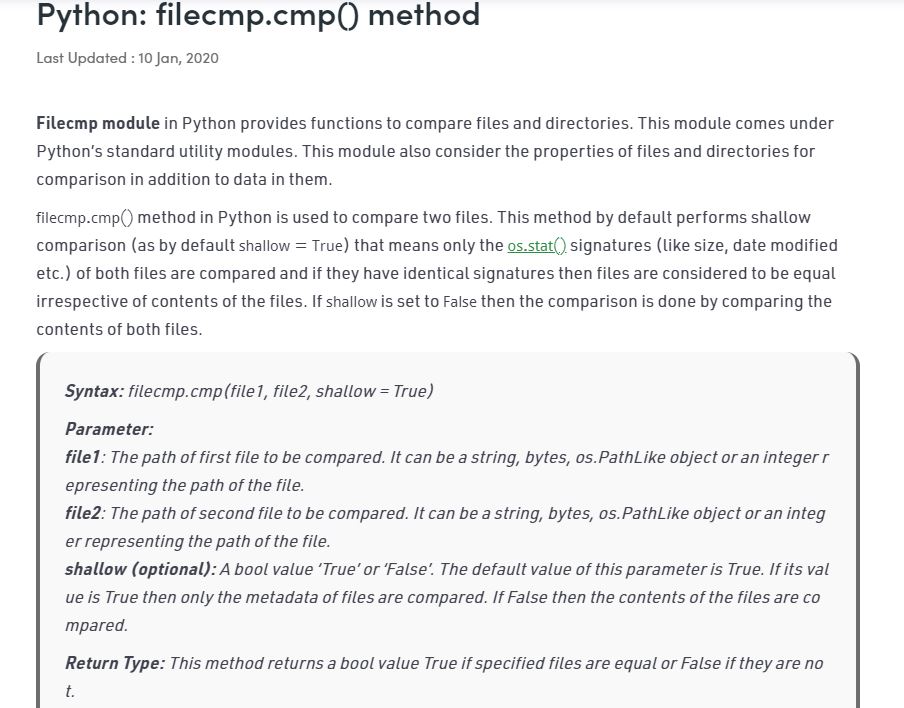 Python: filecmp.cmp() method
Last Updated : 10 Jan, 2020
Filecmp module in Python provides functions to compare files and directories. This module comes under
Python's standard utility modules. This module also consider the properties of files and directories for
comparison in addition to data in them.
filecmp.cmp() method in Python is used to compare two files. This method by default performs shallow
comparison (as by default shallow = True) that means only the os.stat() signatures (like size, date modified
etc.) of both files are compared and if they have identical signatures then files are considered to be equal
irrespective of contents of the files. If shallow is set to False then the comparison is done by comparing the
contents of both files.
Syntax: filecmp.cmp(file1, file2, shallow = True)
Parameter:
file1: The path of first file to be compared. It can be a string, bytes, os.PathLike object or an integer r
epresenting the path of the file.
file2: The path of second file to be compared. It can be a string, bytes, os.PathLike object or an integ
er representing the path of the file.
shallow (optional): A bool value 'True' or 'False'. The default value of this parameter is True. If its val
ue is True then only the metadata of files are compared. If False then the contents of the files are co
mpared.
Return Type: This method returns a bool value True if specified files are equal or False if they are no
t.